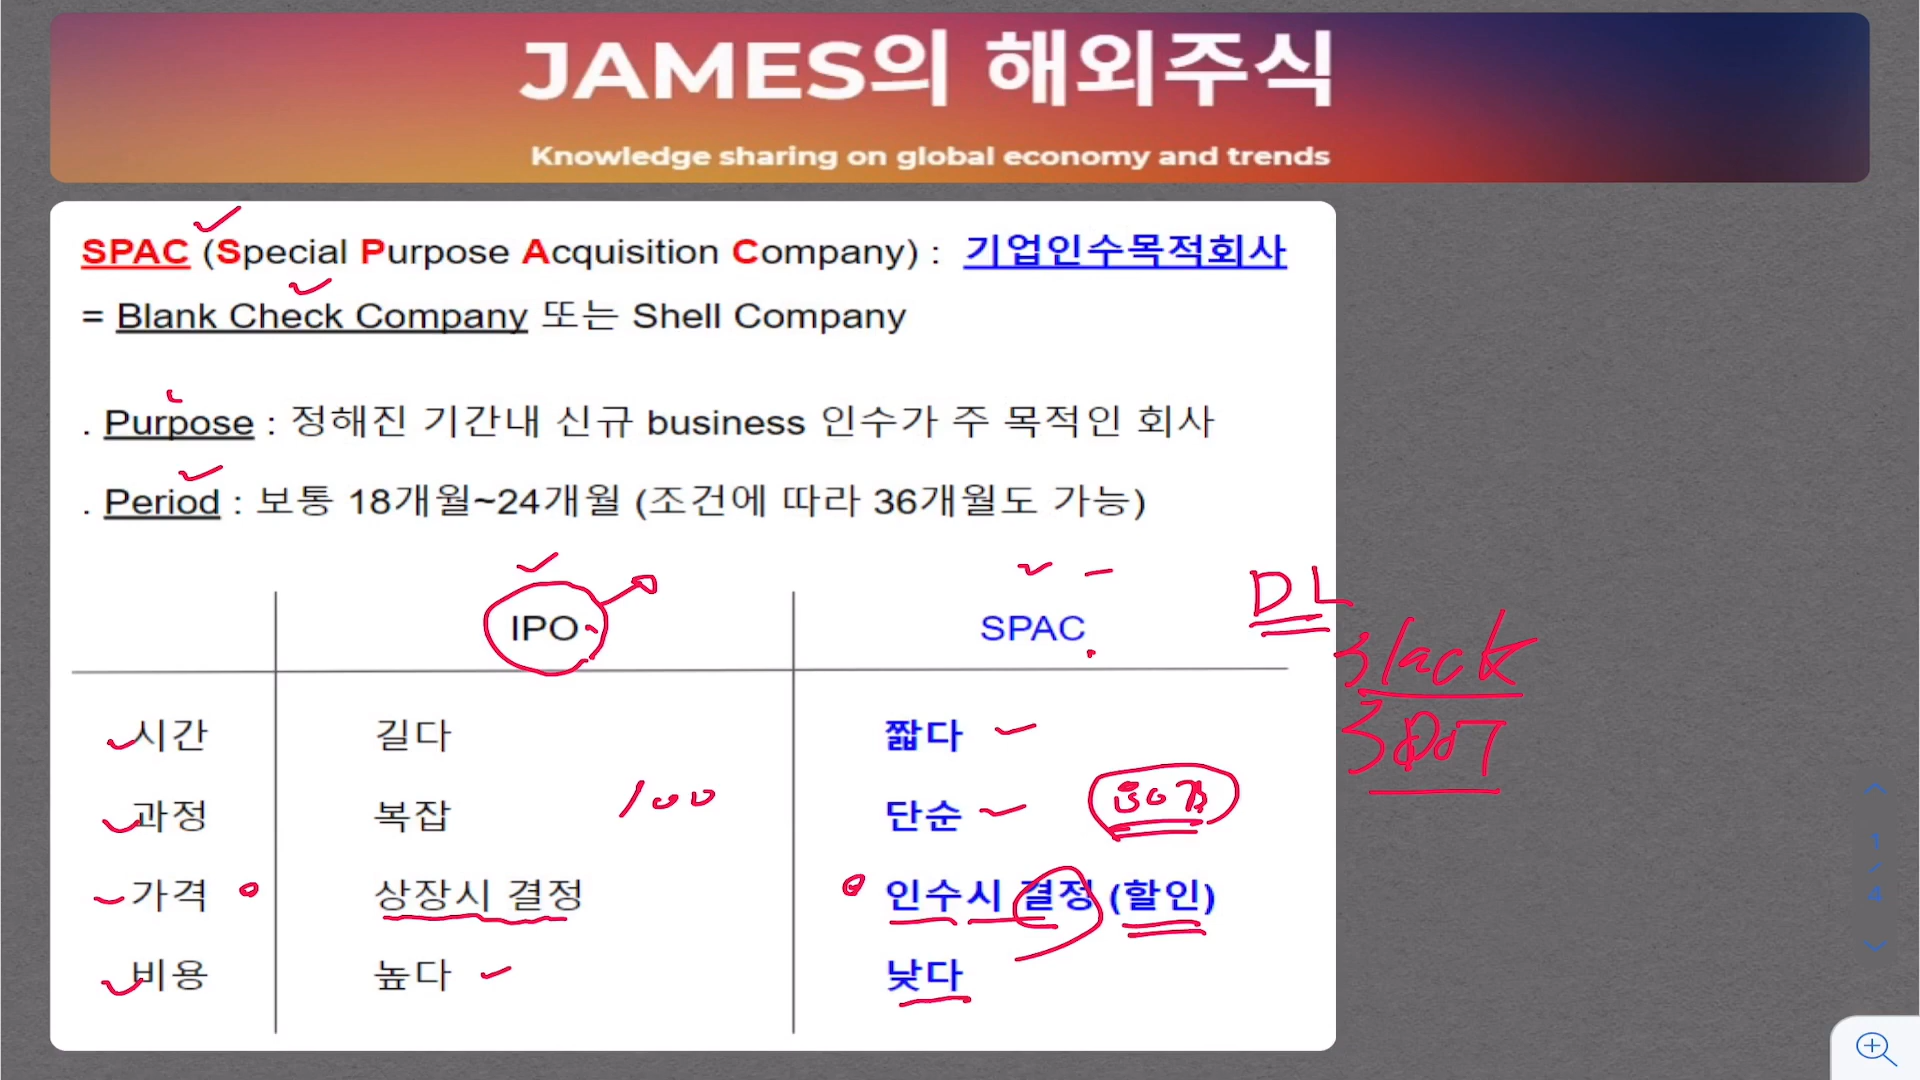 JAMES의 해외주식
Knowledge sharing on global economy and trends
SPAC (Special Purpose Acquisition Company) : 기업인수목적회사
= Blank Check Company 또는 Shell Company
. Purpose : 정해진 기간내 신규 business 인수가 주 목적인 회사
. Period : 보통 18개월~24개월 (조건에 따라 36개월도 가능)
IPO SPAC DL
Slack
시간 길다 짧다
과정 복잡 100 단순
가격 상장시 결정 인수시 결정 (할인)
비용 높다 낮다
1
/
4